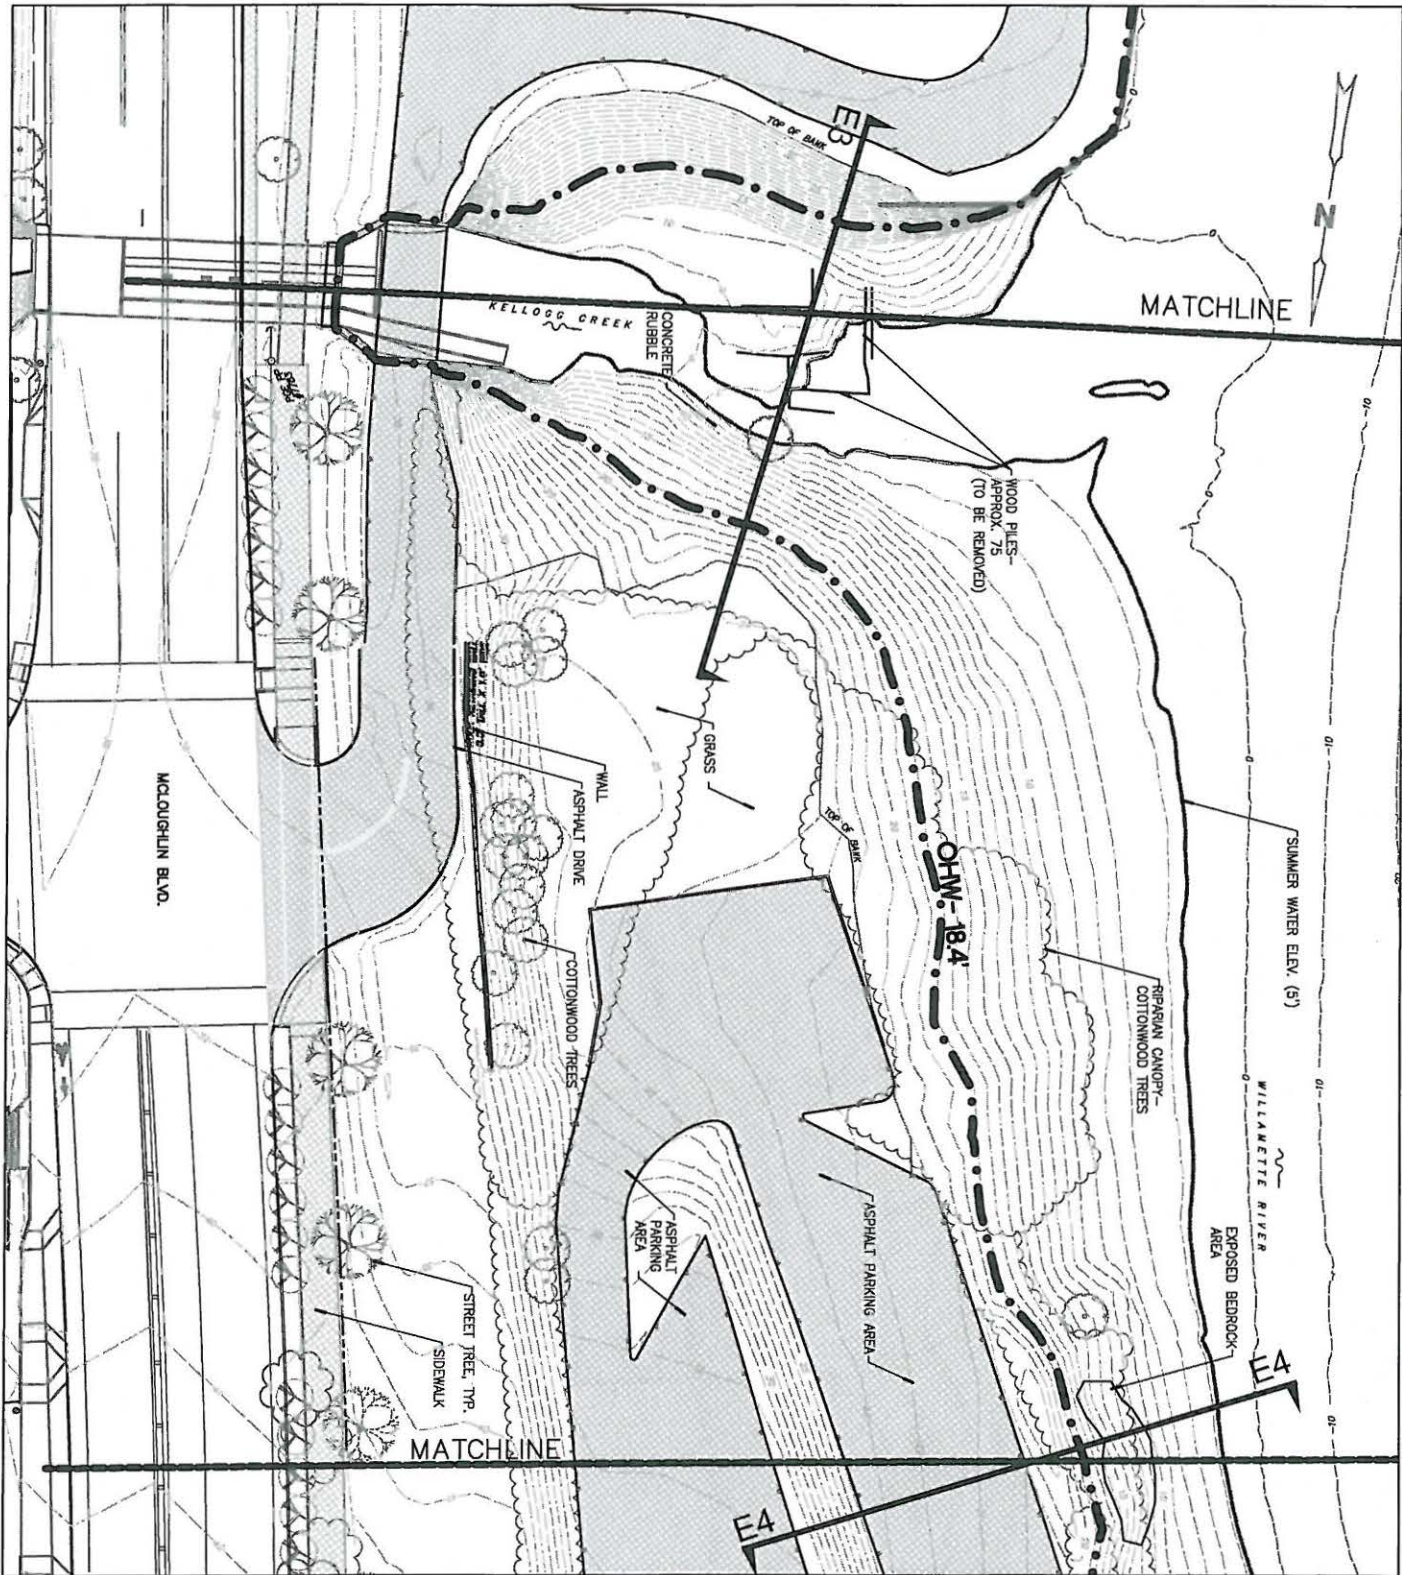 E3
TOP OF BANK
N
MATCHLINE
KELLOGG CREEK
CONCRETE
RUBBLE
WOOD PILES-
APPROX. 75
(TO BE REMOVED)
GRASS
WALL
ASPHALT DRIVE
MCLOUGHLIN BLVD.
TOP OF BANK
OHW- 18.4'
SUMMER WATER ELEV. (5')
COTTONWOOD TREES
RIPARIAN CANOPY-
COTTONWOOD TREES
WILLAMETTE RIVER
ASPHALT
PARKING
AREA
ASPHALT PARKING AREA
EXPOSED BEDROCK
AREA
STREET TREE, TYP.
SIDEWALK
E4
MATCHLINE
E4